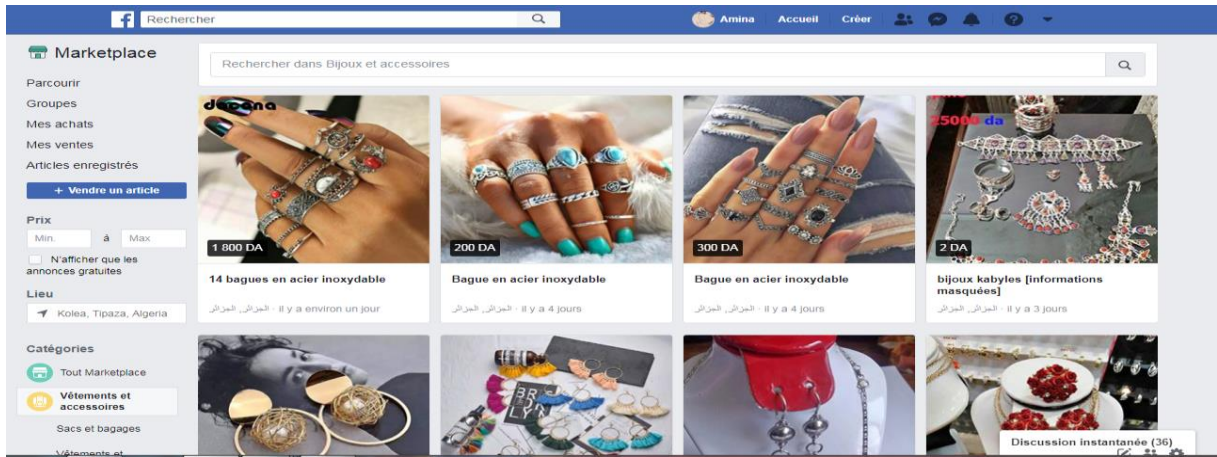 f Rechercher
Amina Accueil Créer
Marketplace
Rechercher dans Bijoux et accessoires
Parcourir
Groupes
Mes achats
Mes ventes
Articles enregistrés
+ Vendre un article
Prix
Min. à Max
N'afficher que les
annonces gratuites
Lieu
Kolea, Tipaza, Algeria
Catégories
Tout Marketplace
Vêtements et
accessoires
Sacs et bagages
Vêtements et
1 800 DA
14 bagues en acier inoxydable
الجزائر, الجزائر · il y a environ un jour
200 DA
Bague en acier inoxydable
الجزائر, الجزائر · il y a 4 jours
300 DA
Bague en acier inoxydable
الجزائر, الجزائر · il y a 4 jours
25000 da
2 DA
bijoux kabyles [informations
masquées]
الجزائر, الجزائر · il y a 3 jours
Discussion instantanée (36)